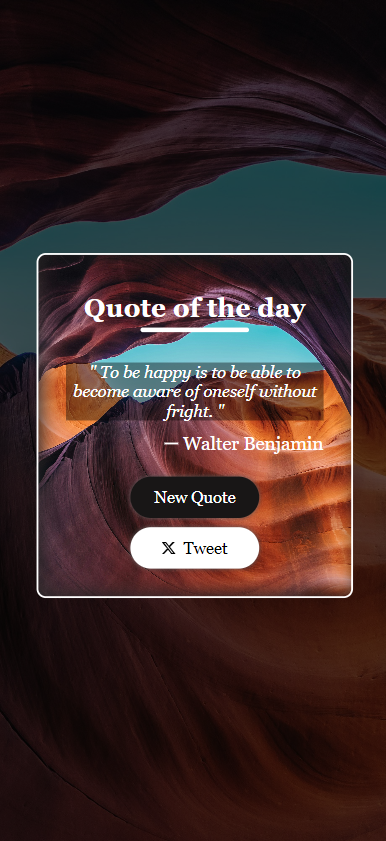 Quote of the day
" To be happy is to be able to
become aware of oneself without
fright. "
— Walter Benjamin
New Quote
𝕏 Tweet